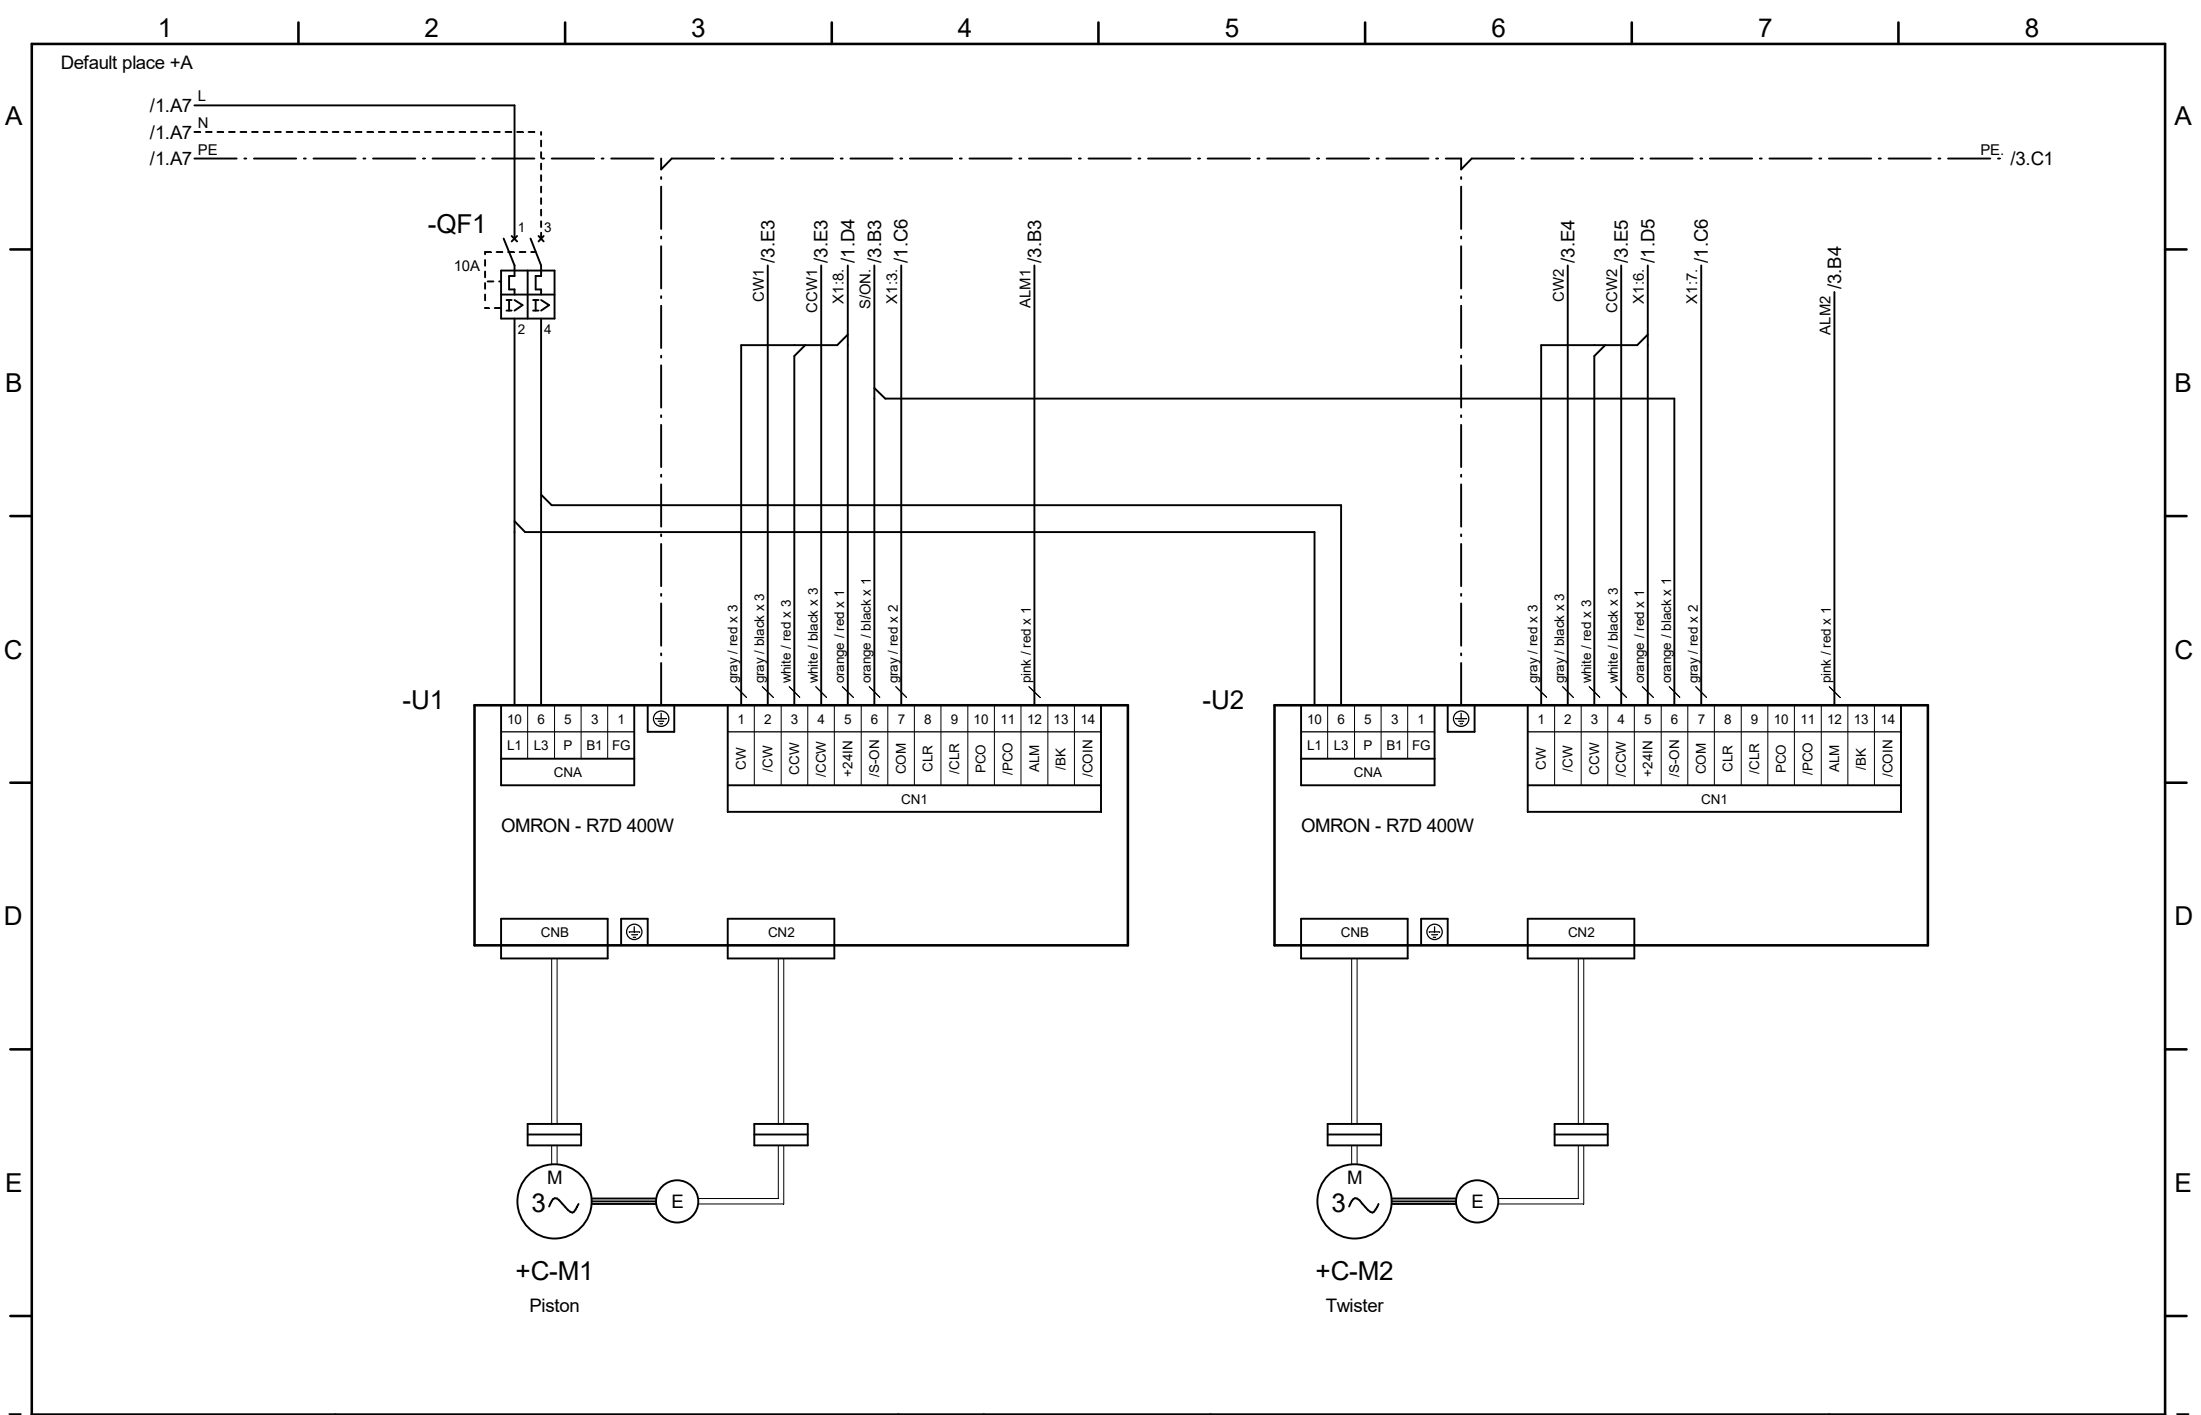 1 2 3 4 5 6 7 8
Default place +A
A A
/1.A7 L
/1.A7 N
/1.A7 PE
PE. /3.C1
-QF1
1 3
10A
I> I>
2 4
CW1 /3.E3
CCW1 /3.E3
X1:8. /1.D4
S/ON. /3.B3
X1:3. /1.C6
ALM1 /3.B3
CW2 /3.E4
CCW2 /3.E5
X1:6. /1.D5
X1:7. /1.C6
ALM2 /3.B4
B B
C C
gray / red x 3
gray / black x 3
white / red x 3
white / black x 3
orange / red x 1
orange / black x 1
gray / red x 2
pink / red x 1
gray / red x 3
gray / black x 3
white / red x 3
white / black x 3
orange / red x 1
orange / black x 1
gray / red x 2
pink / red x 1
-U1
10 6 5 3 1
L1 L3 P B1 FG
CNA
1 2 3 4 5 6 7 8 9 10 11 12 13 14
CW /CW CCW /CCW +24IN /S-ON COM CLR /CLR PCO /PCO ALM /BK /COIN
CN1
OMRON - R7D 400W
-U2
10 6 5 3 1
L1 L3 P B1 FG
CNA
1 2 3 4 5 6 7 8 9 10 11 12 13 14
CW /CW CCW /CCW +24IN /S-ON COM CLR /CLR PCO /PCO ALM /BK /COIN
CN1
OMRON - R7D 400W
D D
CNB CN2
CNB CN2
E E
M
3
E
+C-M1
Piston
M
3
E
+C-M2
Twister